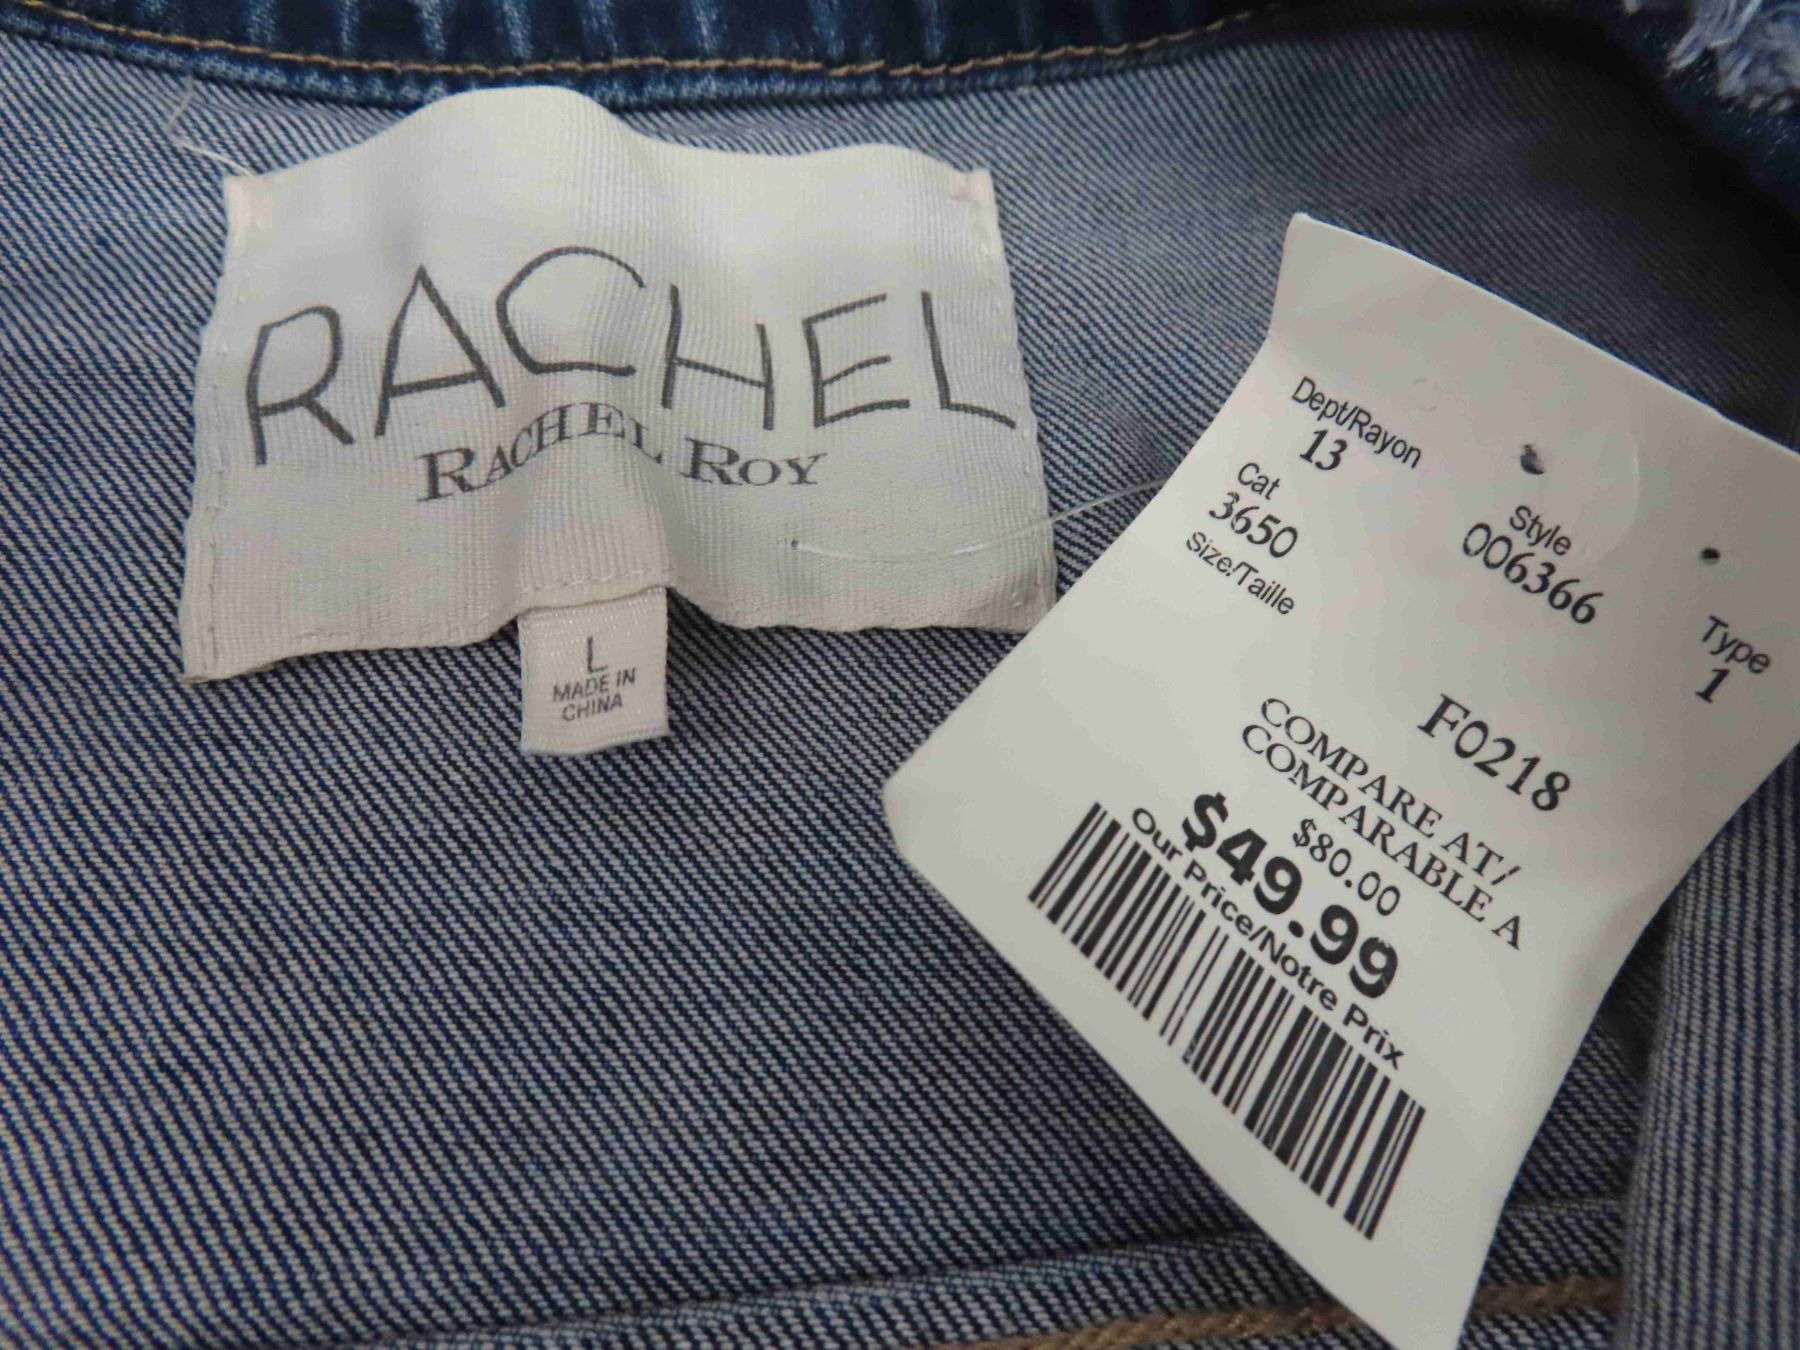 RACHEL
RACHEL ROY
L
MADE IN
CHINA
Dept/Rayon
13
Cat
3650
Size/Taille
Style
006366
Type
1
F0218
COMPARE AT/
COMPARABLE A
$80.00
$49.99
Our Price/Notre Prix